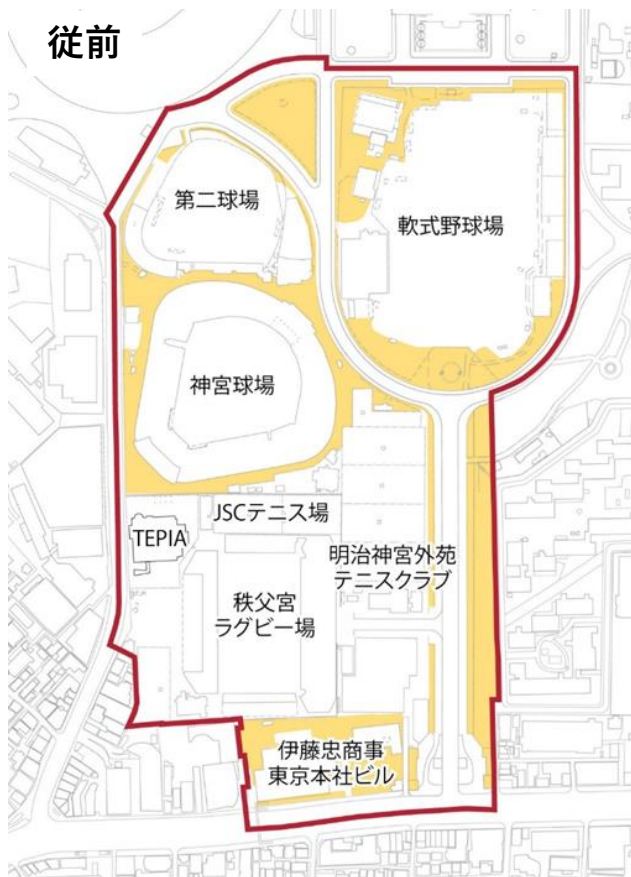 従前
第二球場
軟式野球場
神宮球場
JSCテニス場
TEPIA
明治神宮外苑
テニスクラブ
秩父宮
ラグビー場
伊藤忠商事
東京本社ビル